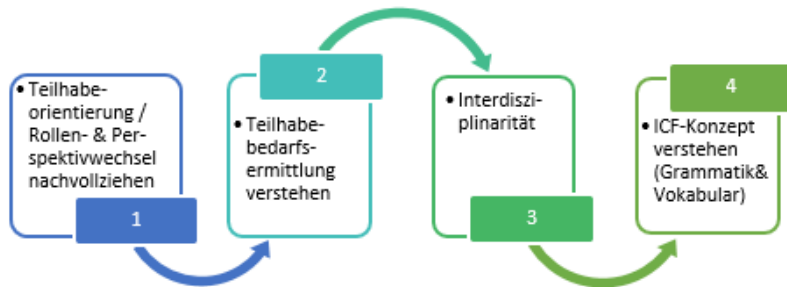 • Teilhabe-
orientierung /
Rollen- & Per-
spektivwechsel
nachvollziehen
1
2
• Teilhabe-
bedarfs-
ermittlung
verstehen
• Interdiszi-
plinarität
3
4
• ICF-Konzept
verstehen
(Grammatik&
Vokabular)